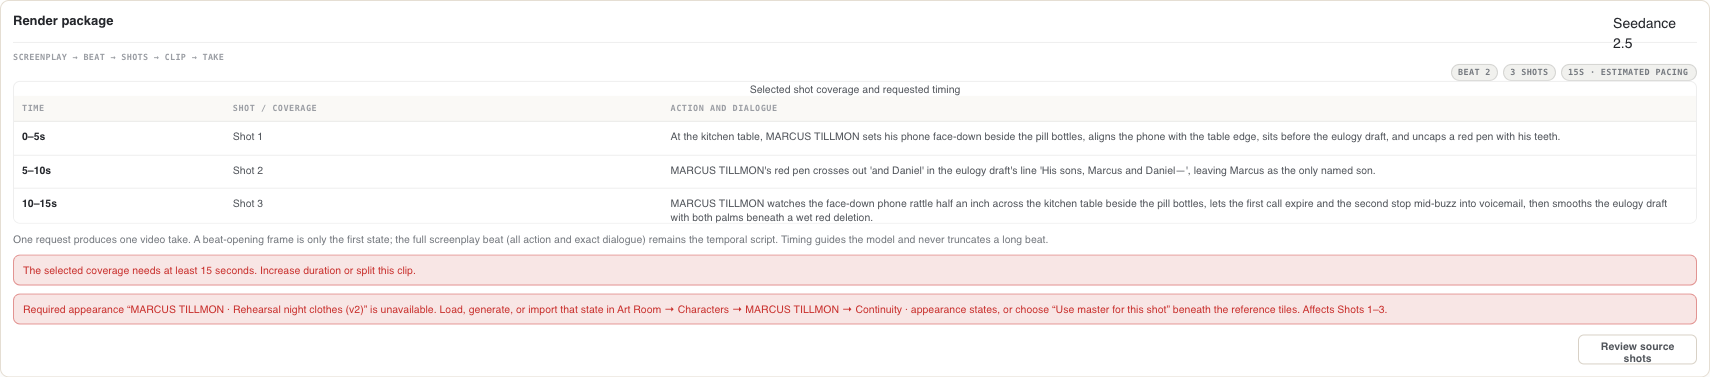 Render package
Seedance
2.5
SCREENPLAY → BEAT → SHOTS → CLIP → TAKE
BEAT 2
3 SHOTS
15S · ESTIMATED PACING
Selected shot coverage and requested timing
TIME
SHOT / COVERAGE
ACTION AND DIALOGUE
0–5s
Shot 1
At the kitchen table, MARCUS TILLMON sets his phone face-down beside the pill bottles, aligns the phone with the table edge, sits before the eulogy draft, and uncaps a red pen with his teeth.
5–10s
Shot 2
MARCUS TILLMON's red pen crosses out 'and Daniel' in the eulogy draft's line 'His sons, Marcus and Daniel—', leaving Marcus as the only named son.
10–15s
Shot 3
MARCUS TILLMON watches the face-down phone rattle half an inch across the kitchen table beside the pill bottles, lets the first call expire and the second stop mid-buzz into voicemail, then smooths the eulogy draft
with both palms beneath a wet red deletion.
One request produces one video take. A beat-opening frame is only the first state; the full screenplay beat (all action and exact dialogue) remains the temporal script. Timing guides the model and never truncates a long beat.
The selected coverage needs at least 15 seconds. Increase duration or split this clip.
Required appearance “MARCUS TILLMON · Rehearsal night clothes (v2)” is unavailable. Load, generate, or import that state in Art Room → Characters → MARCUS TILLMON → Continuity · appearance states, or choose “Use master for this shot” beneath the reference tiles. Affects Shots 1–3.
Review source
shots